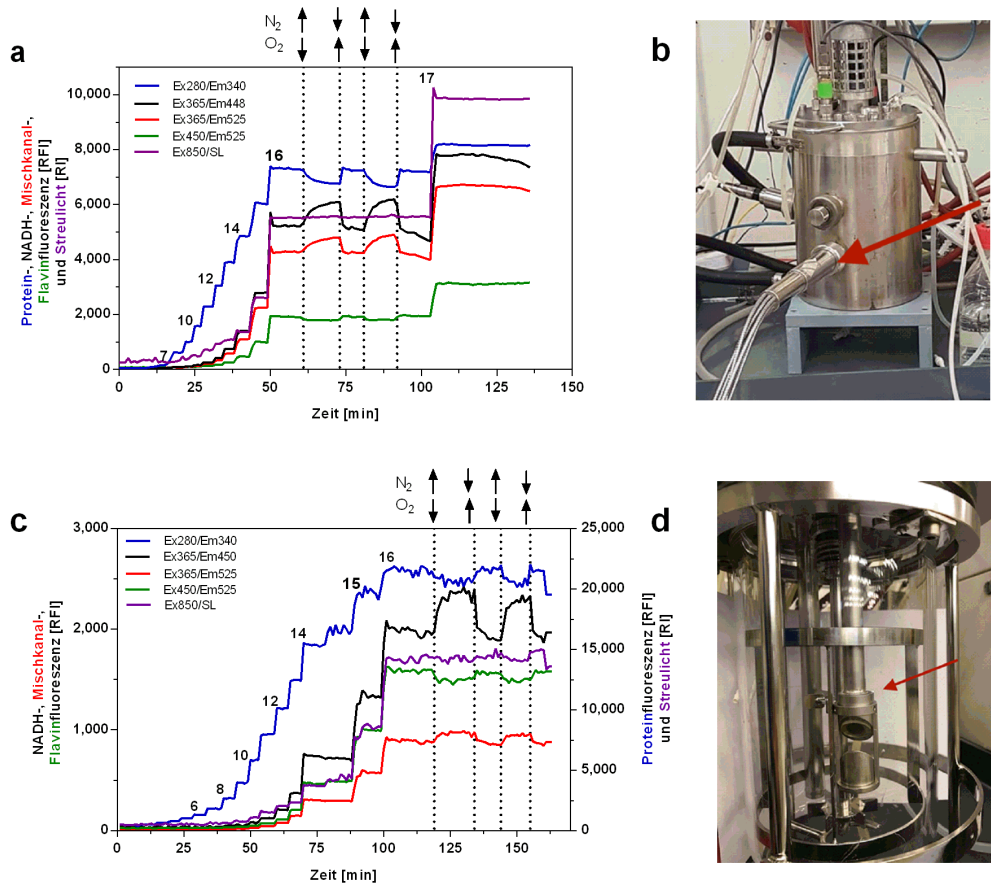 N2
O2
a
b
17
10,000
8,000
6,000
4,000
2,000
0
Protein-, NADH-, Mischkanal-,
Flavinfluoreszenz [RFI]
und Streulicht [RI]
Ex280/Em340
Ex365/Em448
Ex365/Em525
Ex450/Em525
Ex850/SL
16
14
12
10
7
0 25 50 75 100 125 150
Zeit [min]
N2
O2
c
d
3,000
2,000
1,000
0
NADH-, Mischkanal-,
Flavinfluoreszenz [RFI]
Ex280/Em340
Ex365/Em450
Ex365/Em525
Ex450/Em525
Ex850/SL
16
15
14
12
10
8
6
25,000
20,000
15,000
10,000
5,000
0
Proteinfluoreszenz [RFI]
und Streulicht [RI]
0 25 50 75 100 125 150
Zeit [min]